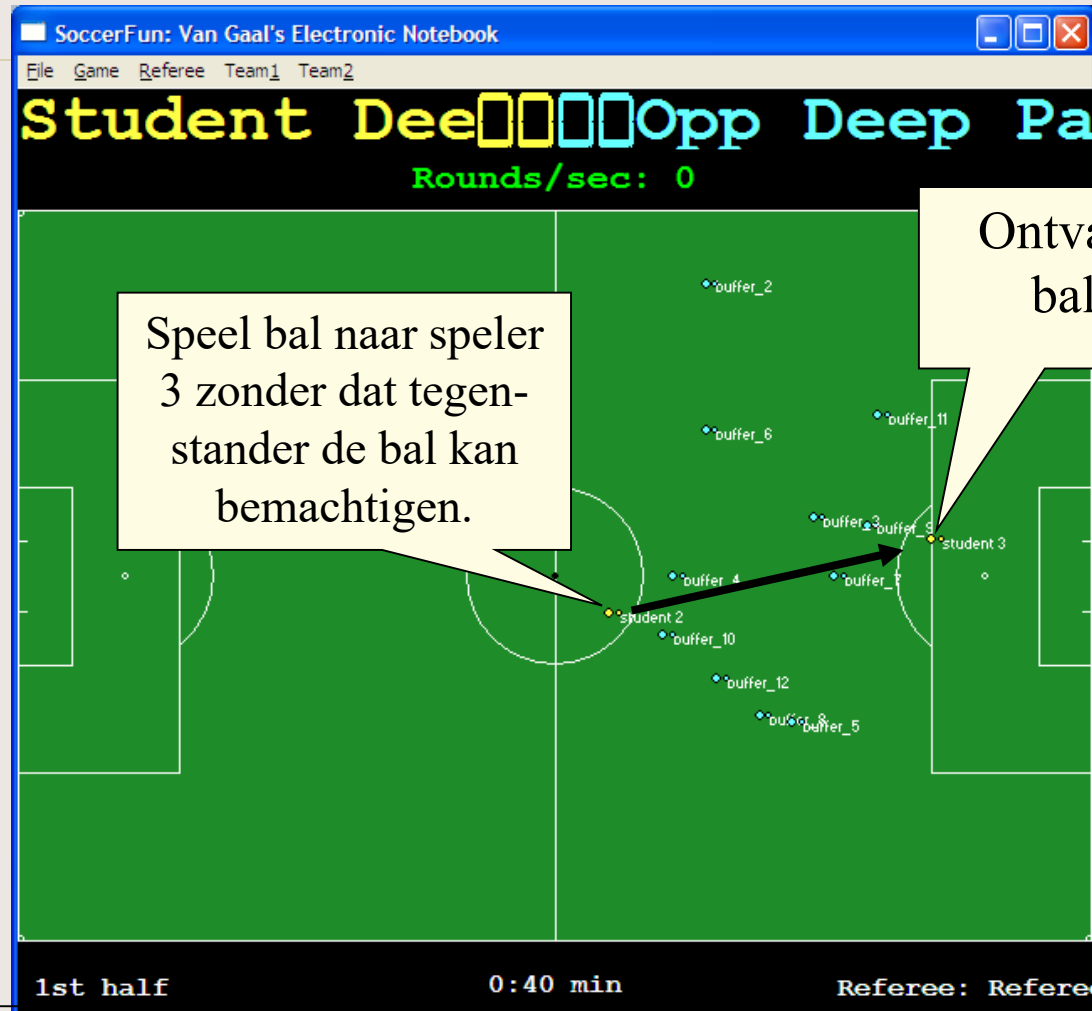 SoccerFun: Van Gaal's Electronic Notebook
File Game Referee Team1 Team2
Student Dee Opp Deep Pa
Rounds/sec: 0
Ontva
bal
Speel bal naar speler
3 zonder dat tegen-
stander de bal kan
bemachtigen.
buffer_2
buffer_11
buffer_6
buffer_3
buffer_9
student 3
buffer_4
buffer_7
student 2
buffer_10
buffer_12
buffer_8
buffer_5
1st half
0:40 min
Referee: Referee